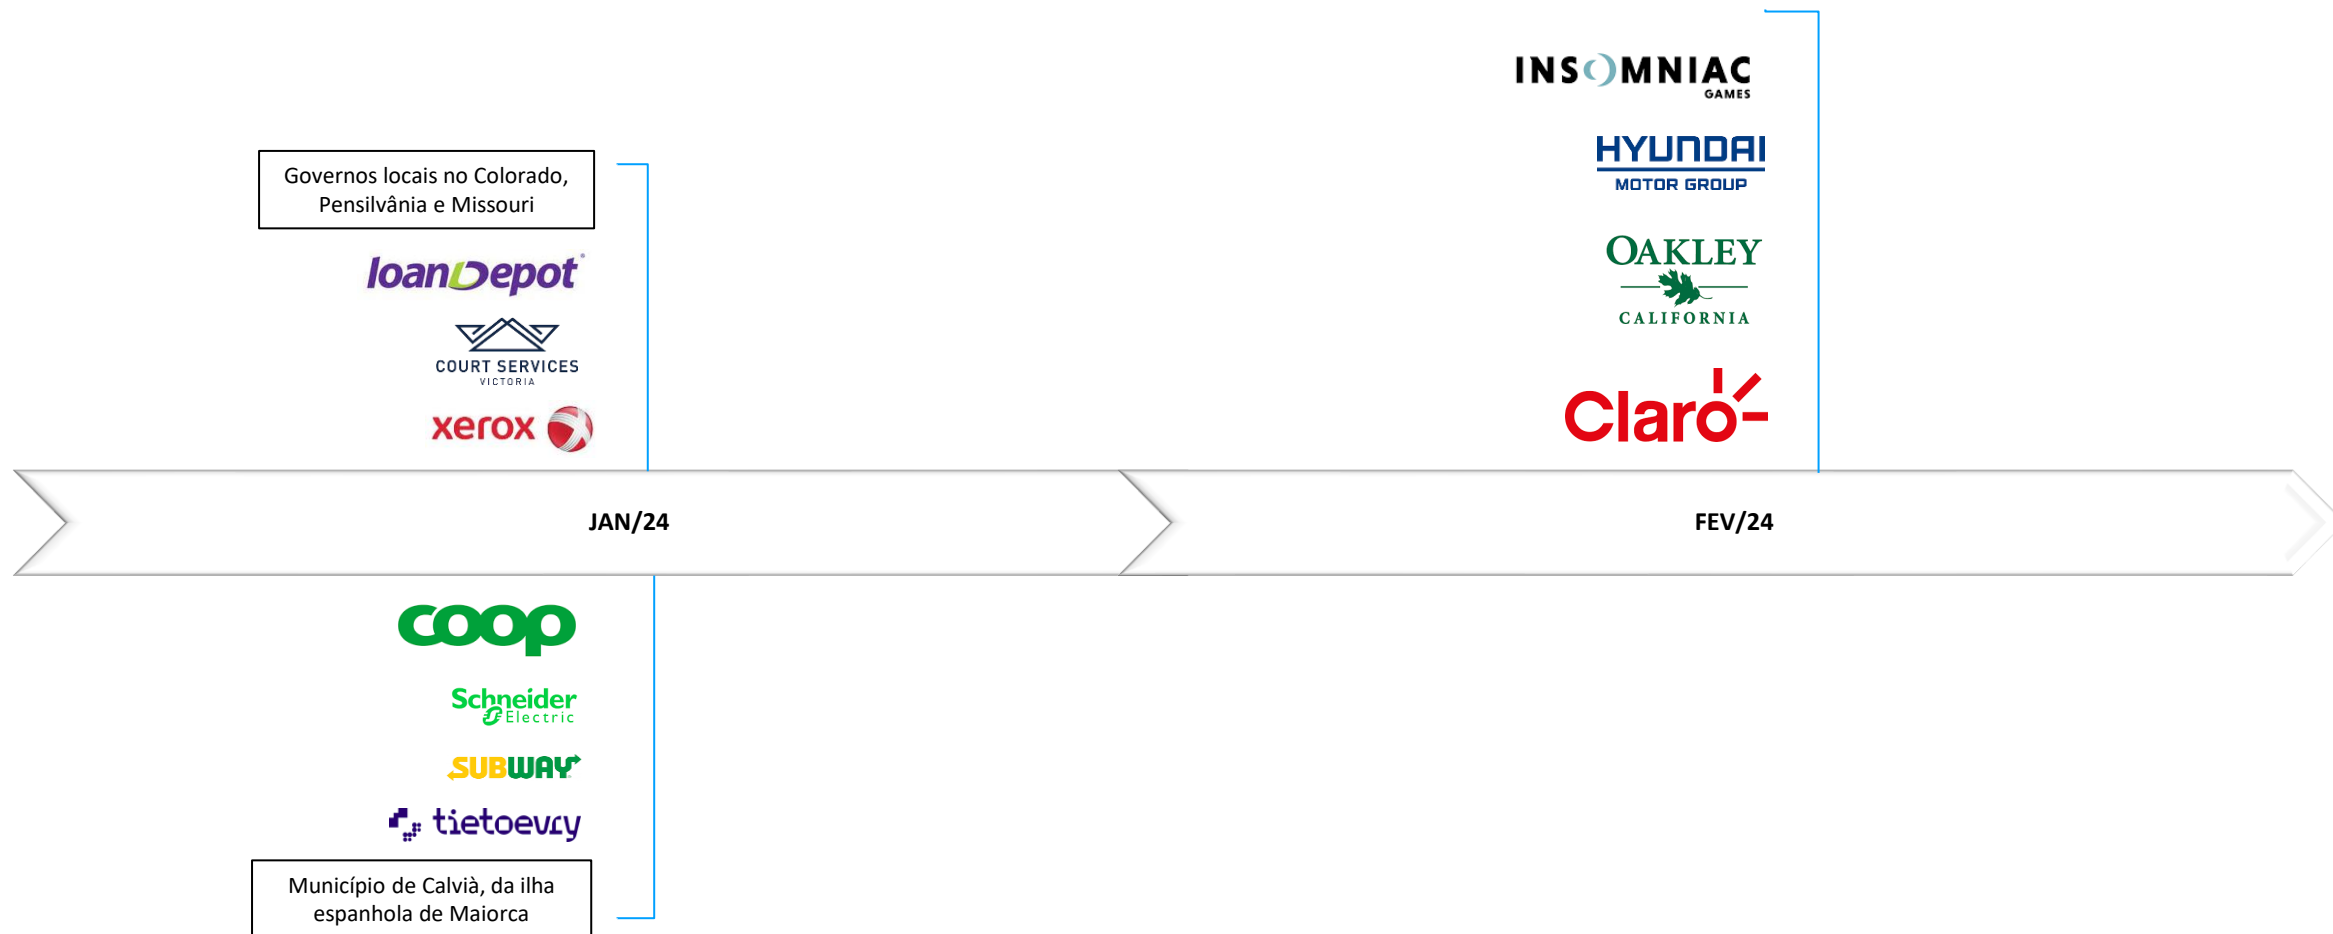 Governos locais no Colorado,
Pensilvânia e Missouri
loanDepot
COURT SERVICES
VICTORIA
xerox
INSOMNIAC
GAMES
HYUNDAI
MOTOR GROUP
OAKLEY
CALIFORNIA
Claro
JAN/24
FEV/24
coop
Schneider
Electric
SUBWAY
tietoevry
Município de Calvià, da ilha
espanhola de Maiorca